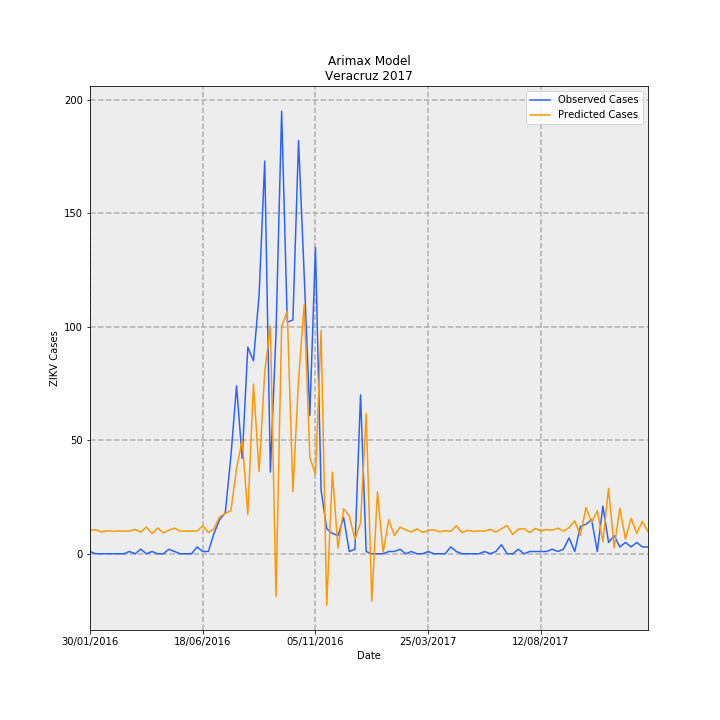 Arimax Model
Veracruz 2017
Observed Cases
Predicted Cases
200
150
100
50
0
ZIKV Cases
30/01/2016
18/06/2016
05/11/2016
25/03/2017
12/08/2017
Date